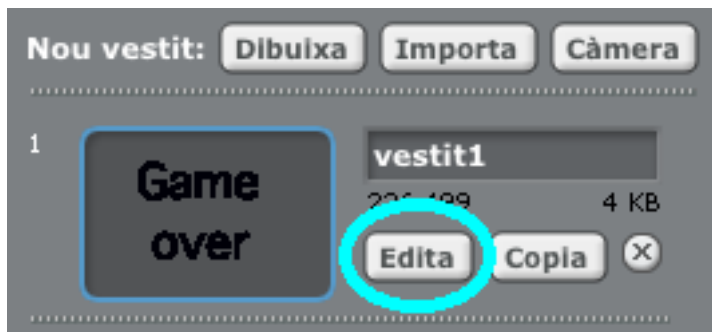 Nou vestit: Dibuixa Importa Càmera
1
Game
over
vestit1
4 KB
Edita Copia X